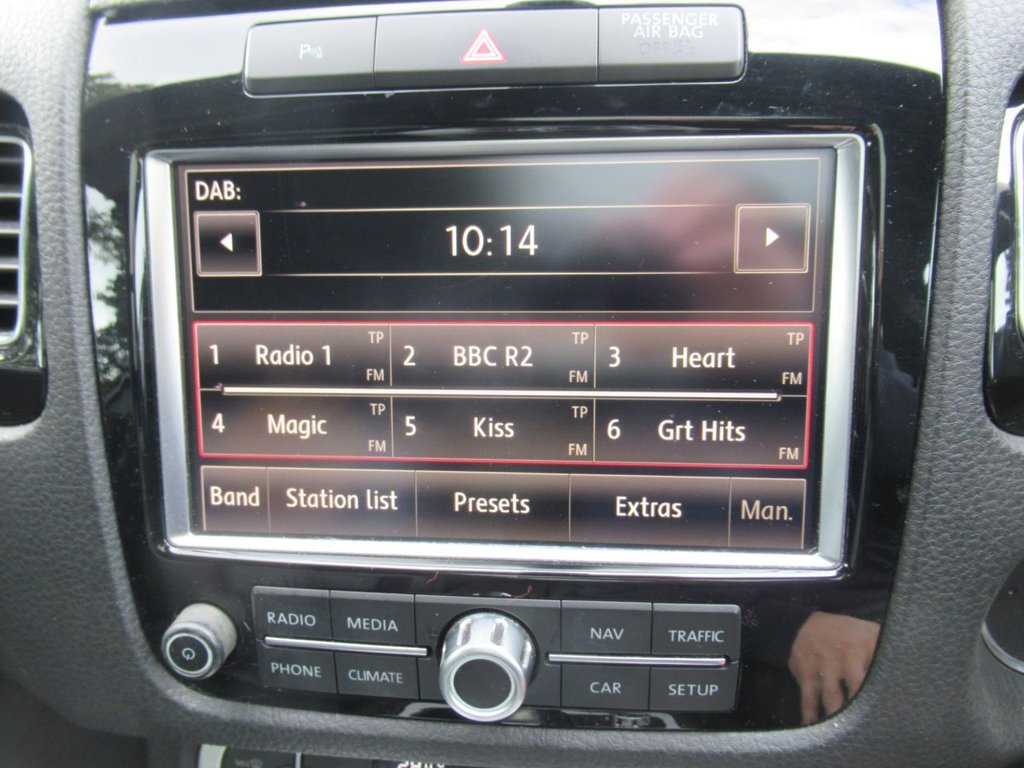 P
PASSENGER
AIR BAG
OFF
DAB:
10:14
1 Radio 1 TP FM
2 BBC R2 TP FM
3 Heart TP FM
4 Magic TP FM
5 Kiss TP FM
6 Grt Hits FM
Band Station list Presets Extras Man.
RADIO MEDIA NAV TRAFFIC
PHONE CLIMATE CAR SETUP